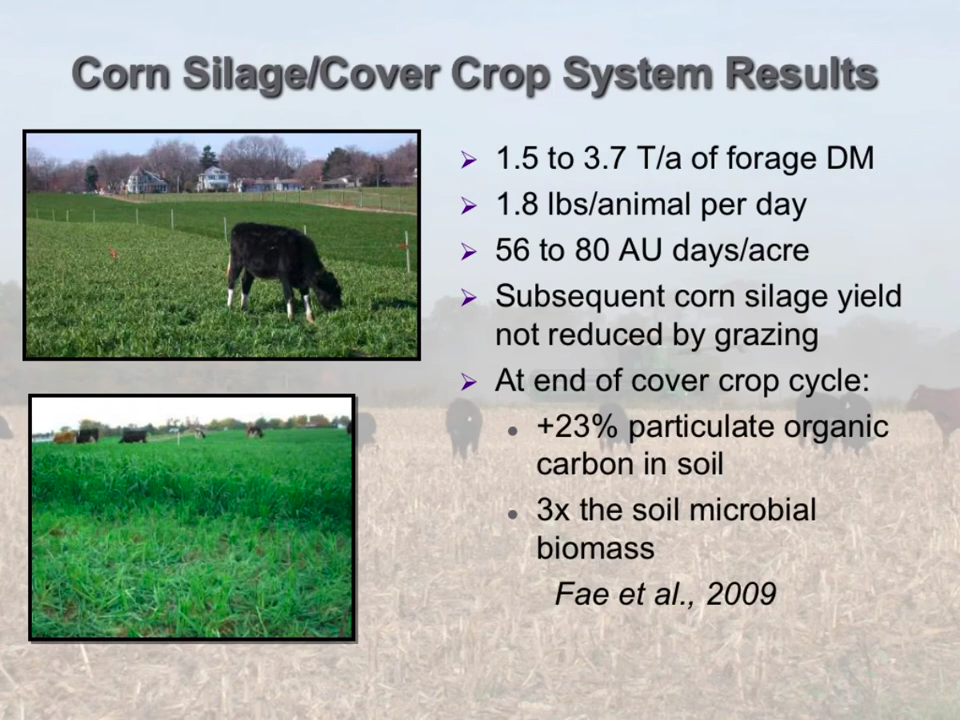 Corn Silage/Cover Crop System Results
1.5 to 3.7 T/a of forage DM
1.8 lbs/animal per day
56 to 80 AU days/acre
Subsequent corn silage yield
not reduced by grazing
At end of cover crop cycle:
+23% particulate organic
carbon in soil
3x the soil microbial
biomass
Fae et al., 2009